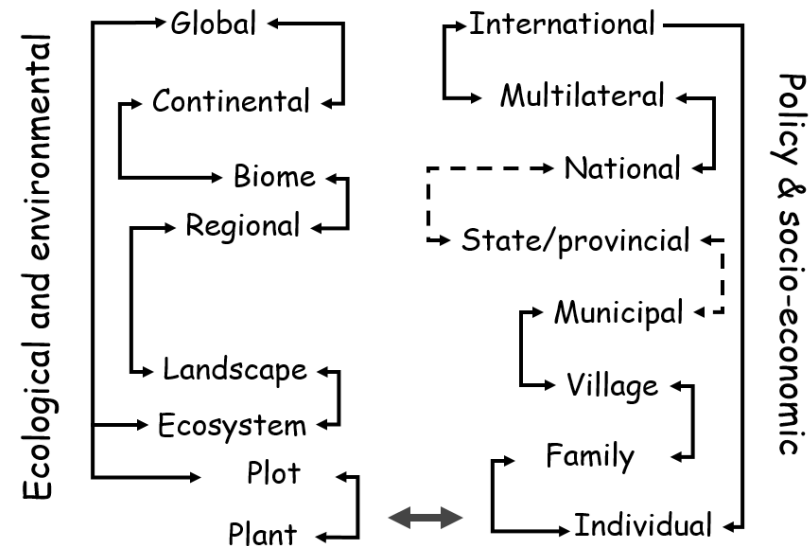 Ecological and environmental
Global
Continental
Biome
Regional
Landscape
Ecosystem
Plot
Plant
International
Multilateral
National
State/provincial
Municipal
Village
Family
Individual
Policy & socio-economic